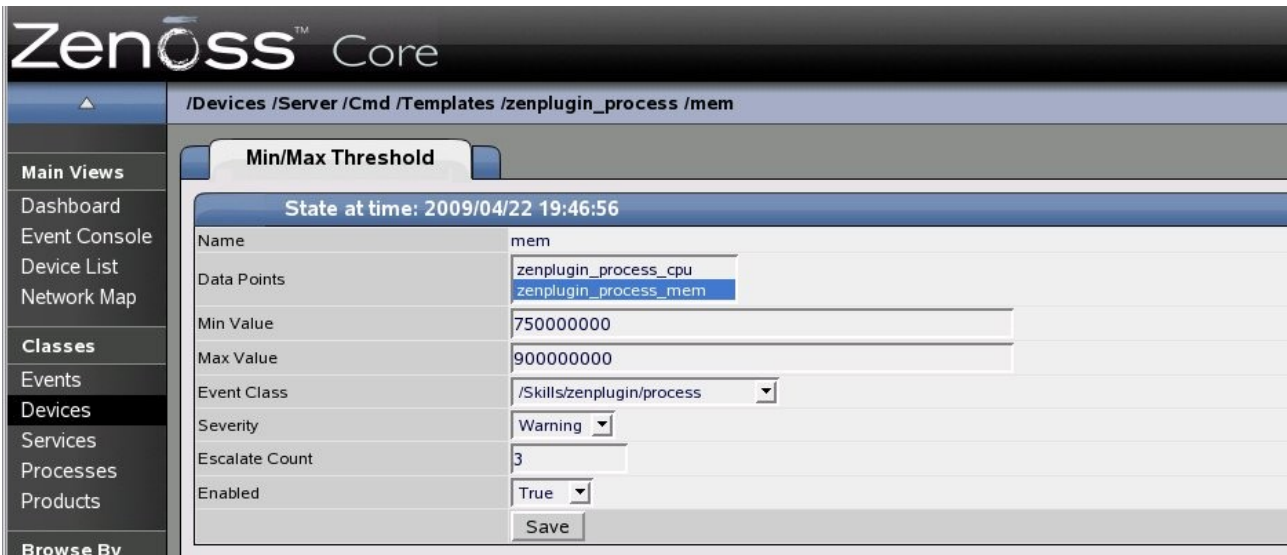 Zenoss™ Core
/Devices /Server /Cmd /Templates /zenplugin_process /mem
Main Views
Dashboard
Event Console
Device List
Network Map
Classes
Events
Devices
Services
Processes
Products
Browse By
Min/Max Threshold
State at time: 2009/04/22 19:46:56
Name mem
Data Points zenplugin_process_cpu
zenplugin_process_mem
Min Value 750000000
Max Value 900000000
Event Class /Skills/zenplugin/process
Severity Warning
Escalate Count 3
Enabled True
Save